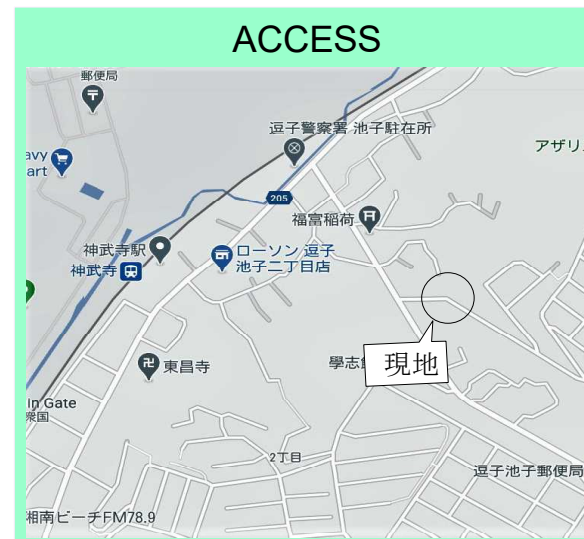 ACCESS
郵便局
逗子警察署 池子駐在所
アザリ
avy
art
205
福富稲荷
神武寺駅
神武寺
ローソン 逗子
池子二丁目店
現地
學志
東昌寺
in Gate
衆国
2丁目
逗子池子郵便局
相南ビーチFM78.9